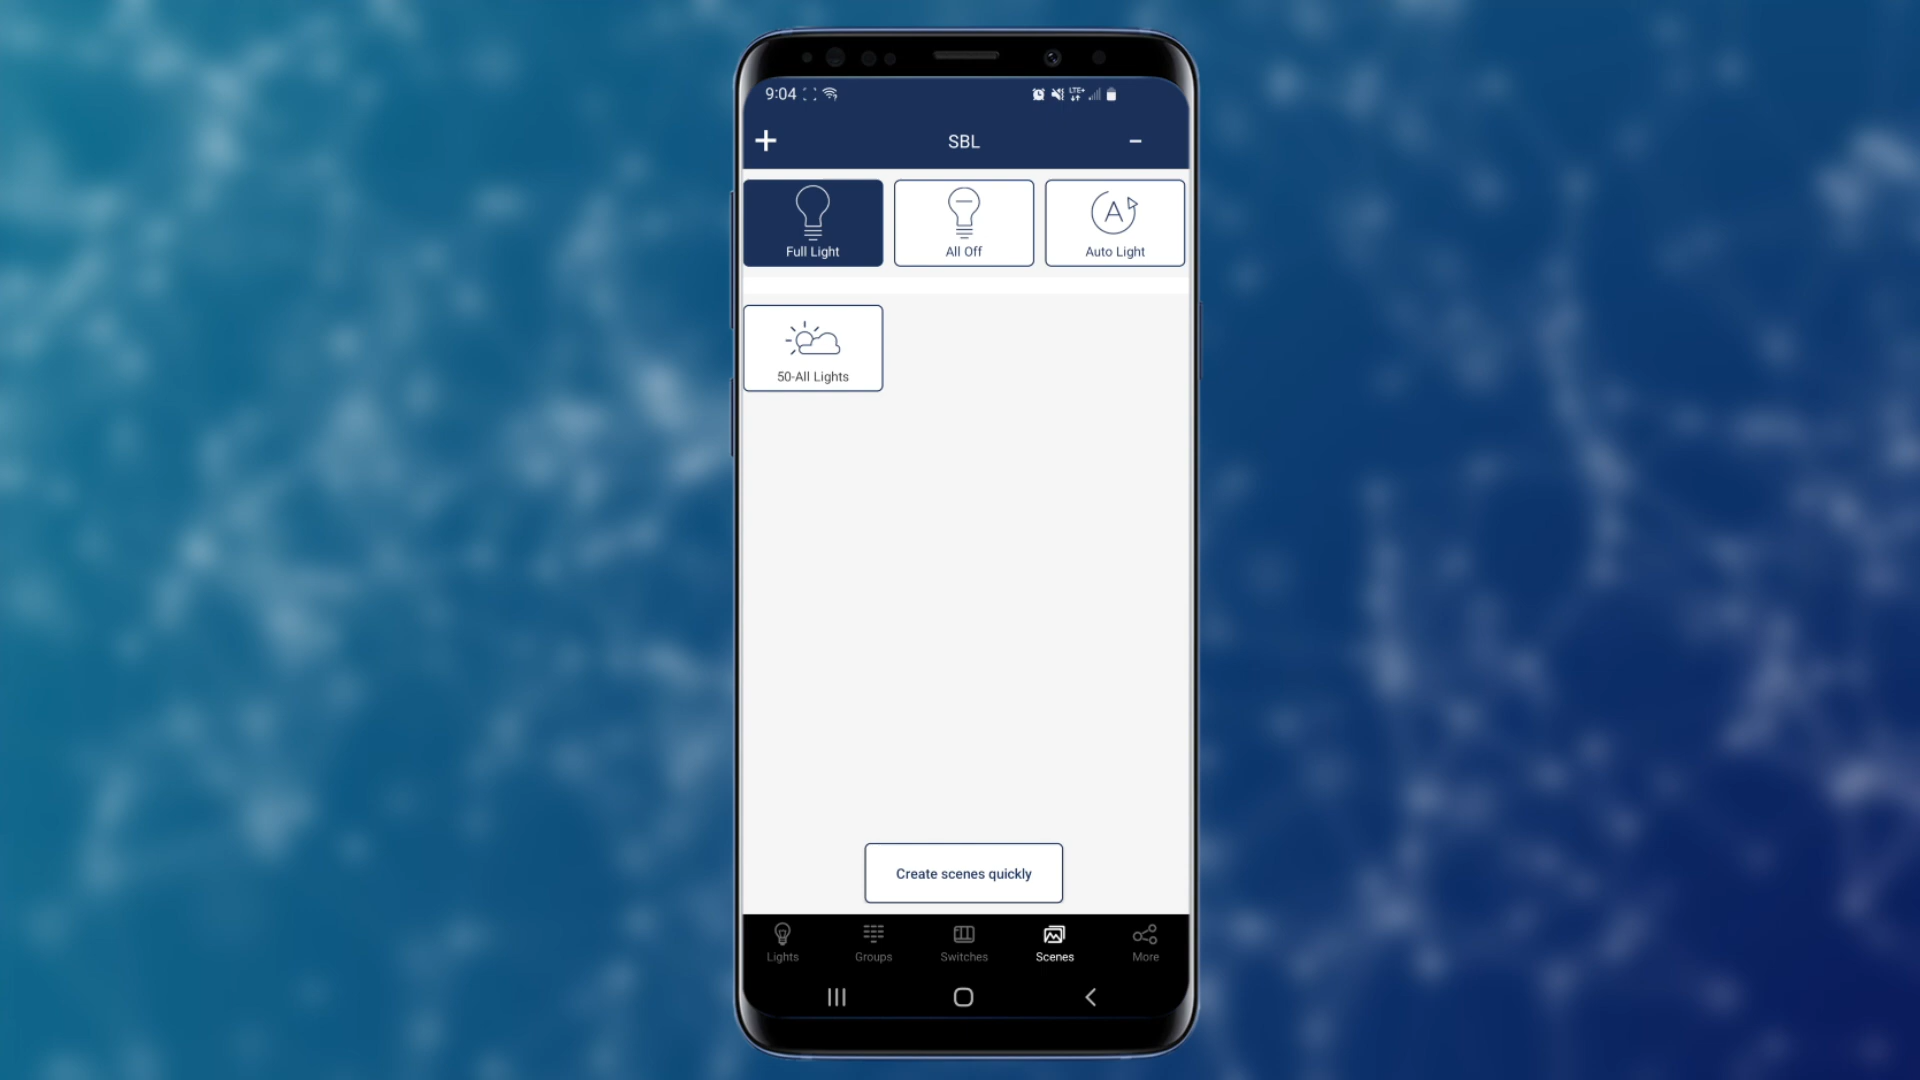 9:04 LTE+
SBL
Full Light
All Off
A
Auto Light
50-All Lights
Create scenes quickly
Lights
Groups
Switches
Scenes
More